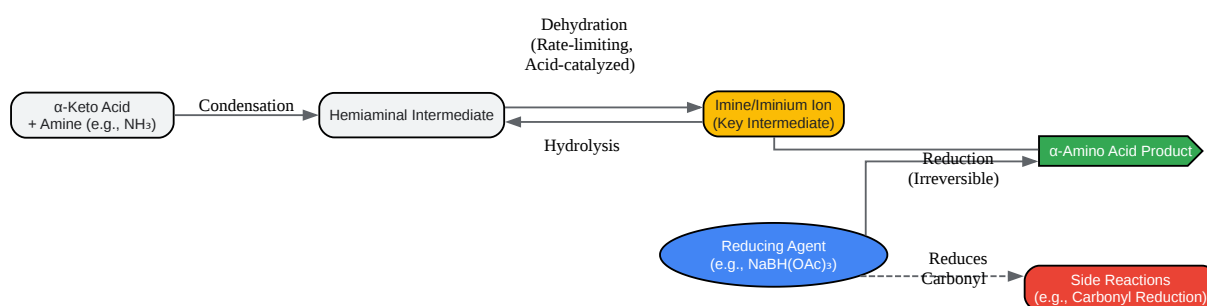 Dehydration
(Rate-limiting,
Acid-catalyzed)
α-Keto Acid
+ Amine (e.g., NH₃)
Condensation
Hemiaminal Intermediate
Imine/Iminium Ion
(Key Intermediate)
Hydrolysis
α-Amino Acid Product
Reduction
(Irreversible)
Reducing Agent
(e.g., NaBH(OAc)₃)
Reduces
Carbonyl
Side Reactions
(e.g., Carbonyl Reduction)